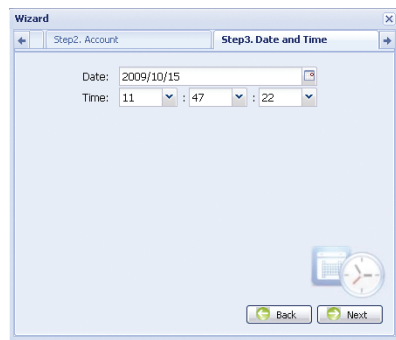 Wizard
Step2. Account
Step3. Date and Time
Date: 2009/10/15
Time: 11 : 47 : 22
Back
Next